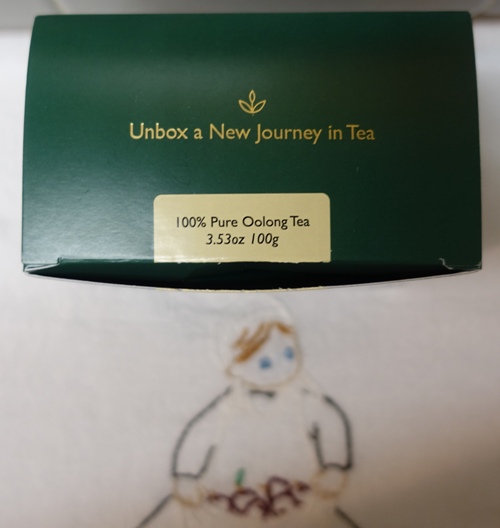 Unbox a New Journey in Tea
100% Pure Oolong Tea
3.53oz 100g